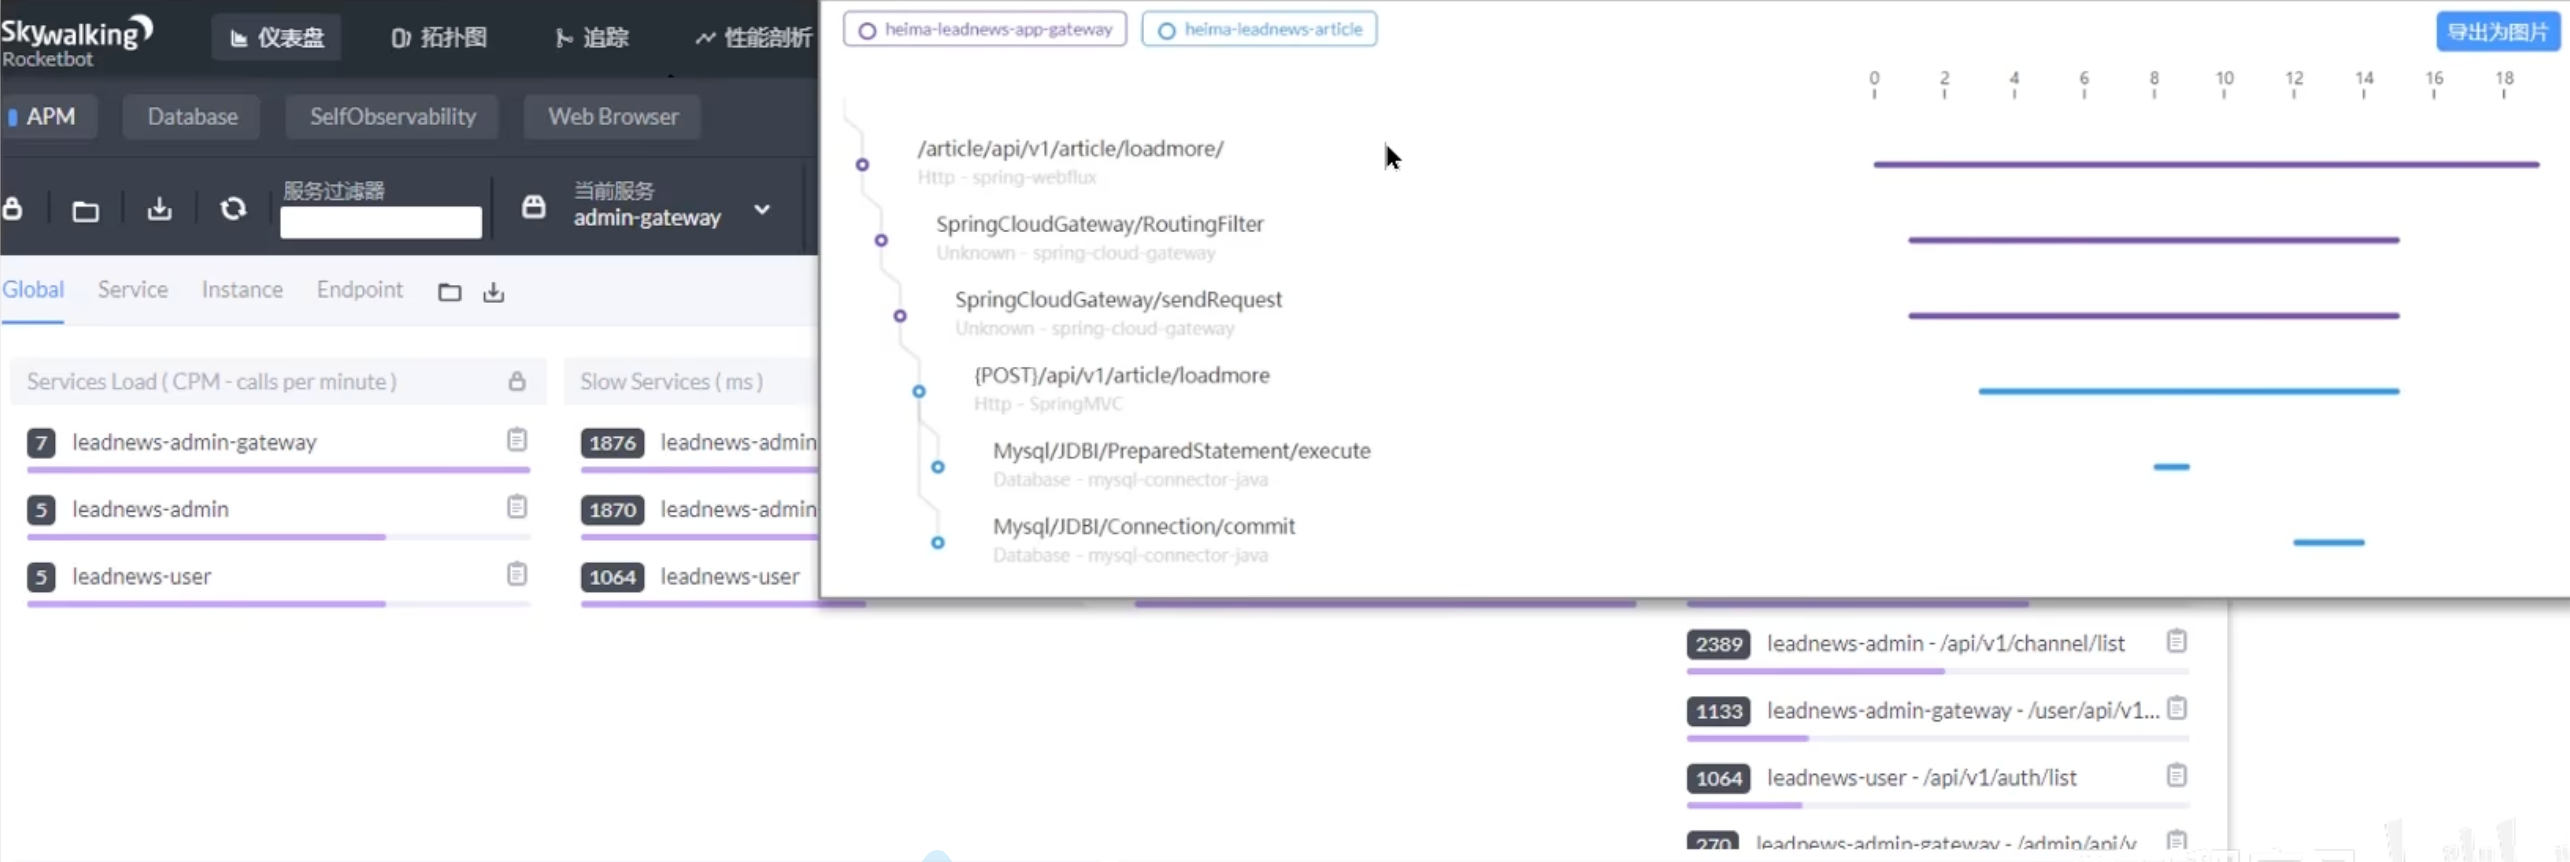 Skywalking
Rocketbot
仪表盘
拓扑图
追踪
性能剖析
APM
Database
SelfObservability
Web Browser
服务过滤器
当前服务
admin-gateway
Global
Service
Instance
Endpoint
Services Load ( CPM - calls per minute )
7 leadnews-admin-gateway
5 leadnews-admin
5 leadnews-user
Slow Services ( ms )
1876 leadnews-admin
1870 leadnews-admin
1064 leadnews-user
heima-leadnews-app-gateway
heima-leadnews-article
导出为图片
0 2 4 6 8 10 12 14 16 18
/article/api/v1/article/loadmore/
Http - spring-webflux
SpringCloudGateway/RoutingFilter
Unknown - spring-cloud-gateway
SpringCloudGateway/sendRequest
Unknown - spring-cloud-gateway
{POST}/api/v1/article/loadmore
Http - SpringMVC
Mysql/JDBI/PreparedStatement/execute
Database - mysql-connector-java
Mysql/JDBI/Connection/commit
Database - mysql-connector-java
2389 leadnews-admin - /api/v1/channel/list
1133 leadnews-admin-gateway - /user/api/v1...
1064 leadnews-user - /api/v1/auth/list
270 leadnews-admin-gateway - /admin/api/v